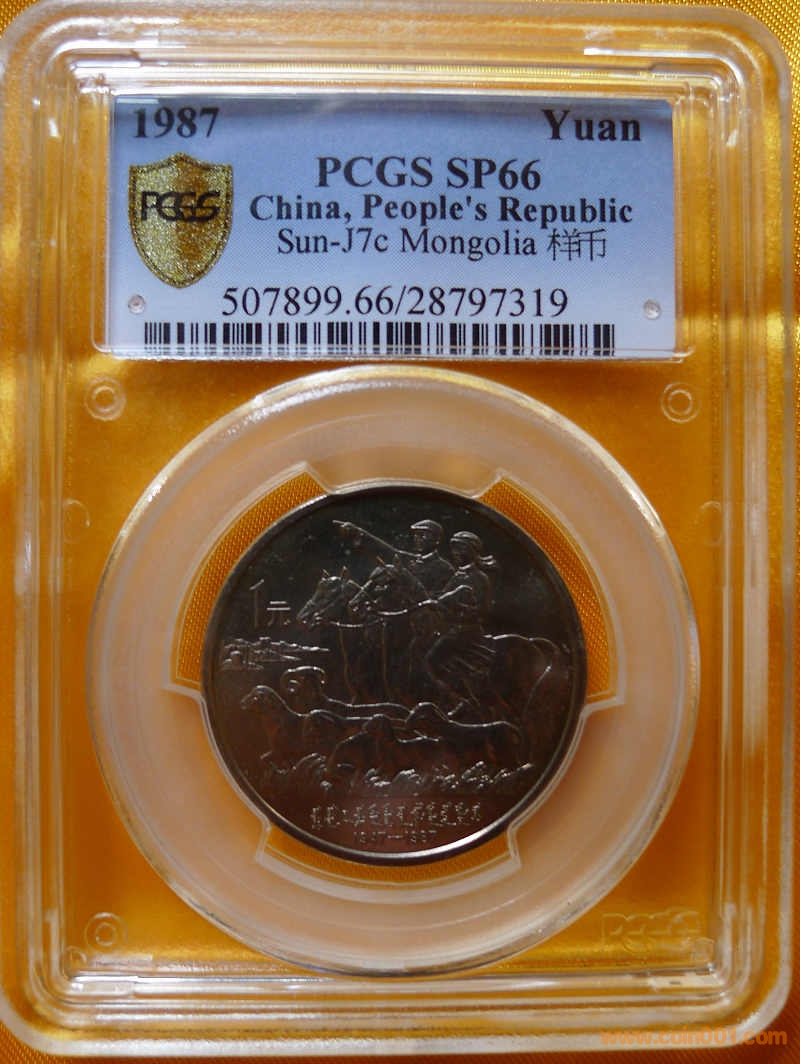 1987 Yuan
PCGS SP66
PCGS
China, People's Republic
Sun-J7c Mongolia 样币
507899.66/28797319
1元
1947—1987
PCGS
www.coin001.com